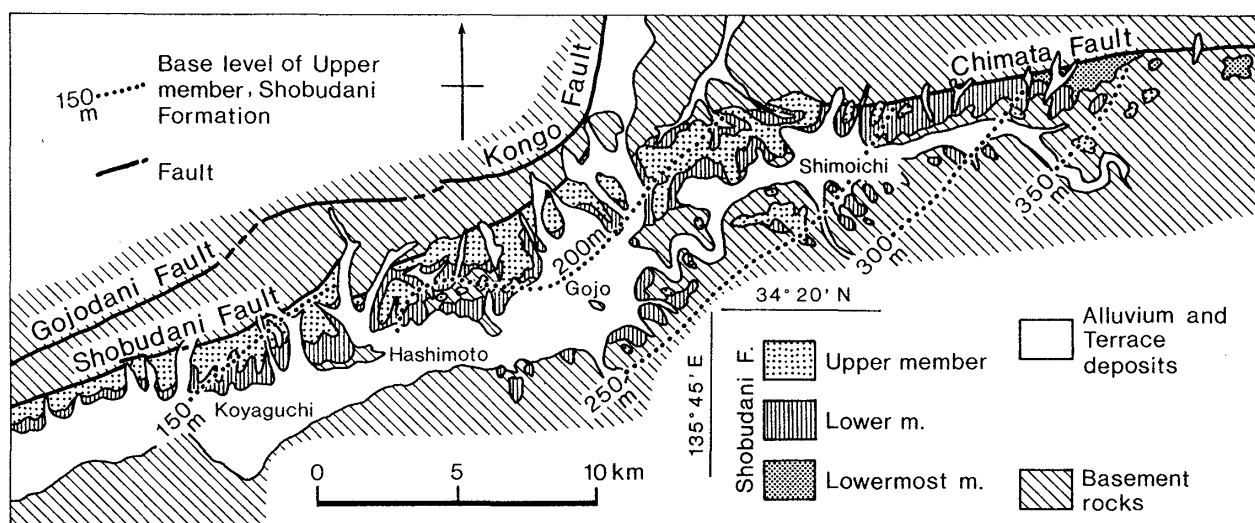 150
m
Base level of Upper
member, Shobudani
Formation
Fault
Kongo Fault
Chimata Fault
Shimoichi
350
m
300
m
200m
Gojo
Gojodani Fault
Shobudani Fault
Hashimoto
250
m
150
m
Koyaguchi
34° 20' N
135° 45' E
Shobudani F.
Upper member
Lower m.
Lowermost m.
Alluvium and
Terrace
deposits
Basement
rocks
0 5 10 km